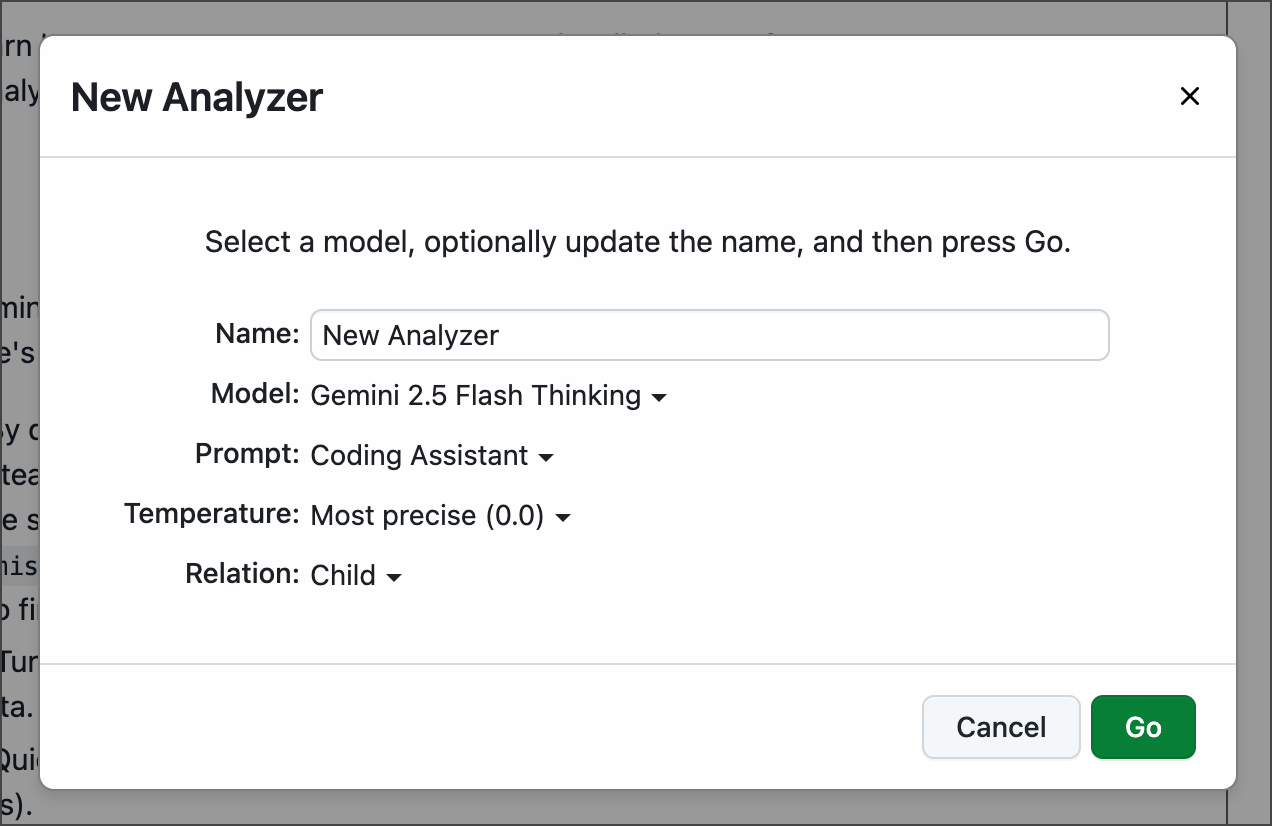 New Analyzer
Select a model, optionally update the name, and then press Go.
Name: New Analyzer
Model: Gemini 2.5 Flash Thinking
Prompt: Coding Assistant
Temperature: Most precise (0.0)
Relation: Child
Cancel Go